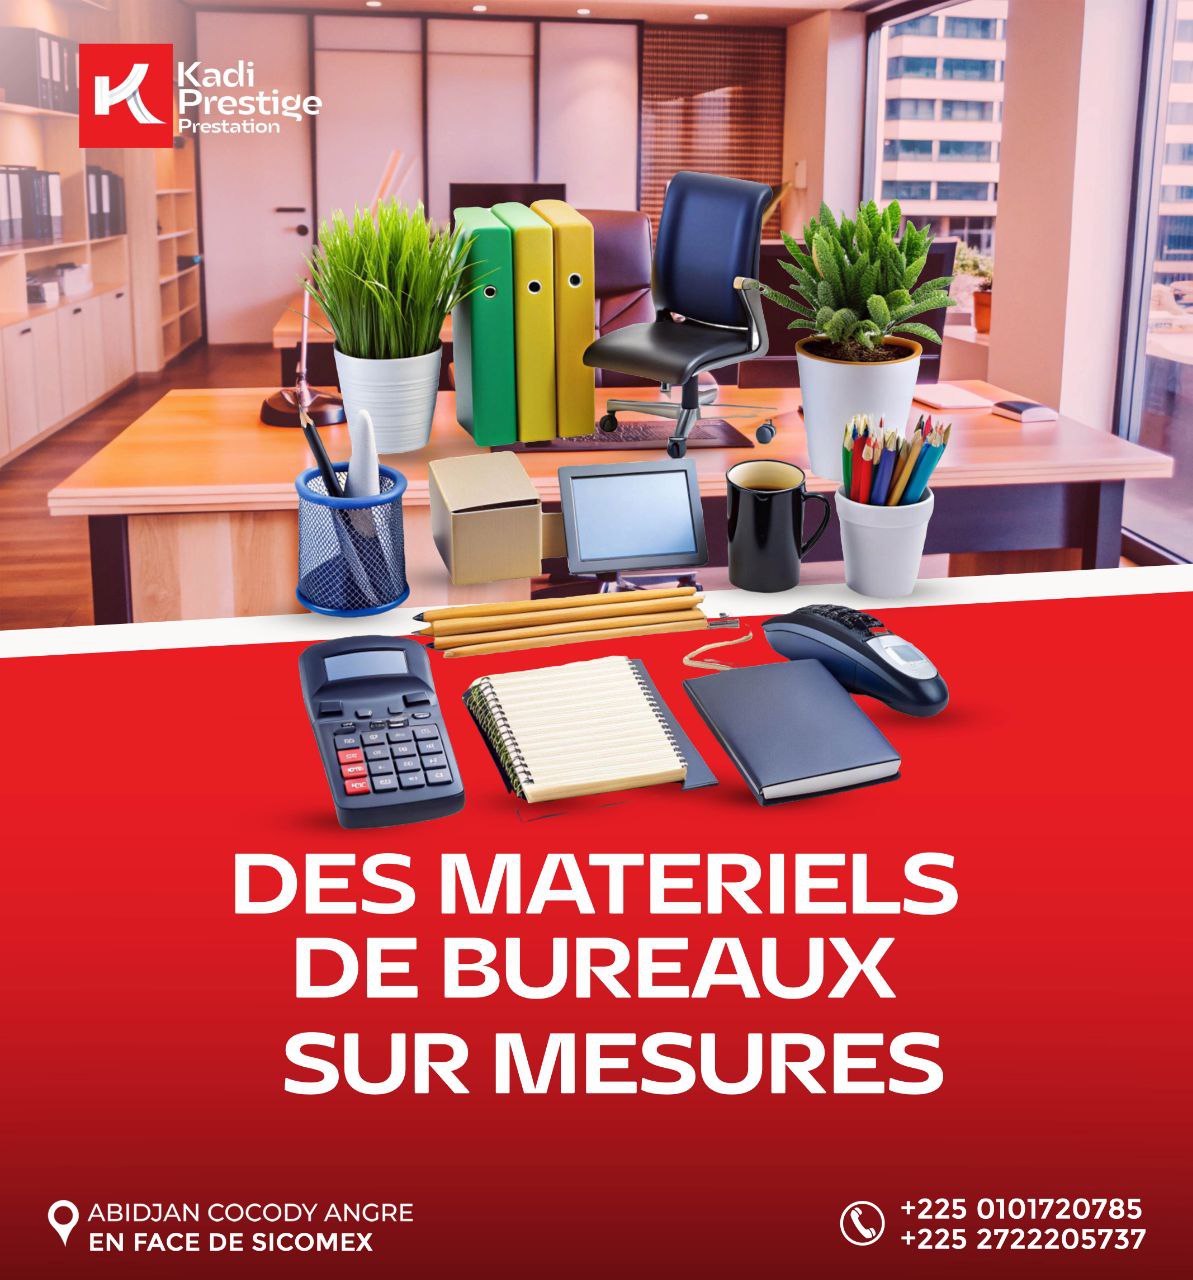 Kadi
Prestige
Prestation
DES MATERIELS
DE BUREAUX
SUR MESURES
ABIDJAN COCODY ANGRE
EN FACE DE SICOMEX
+225 0101720785
+225 2722205737